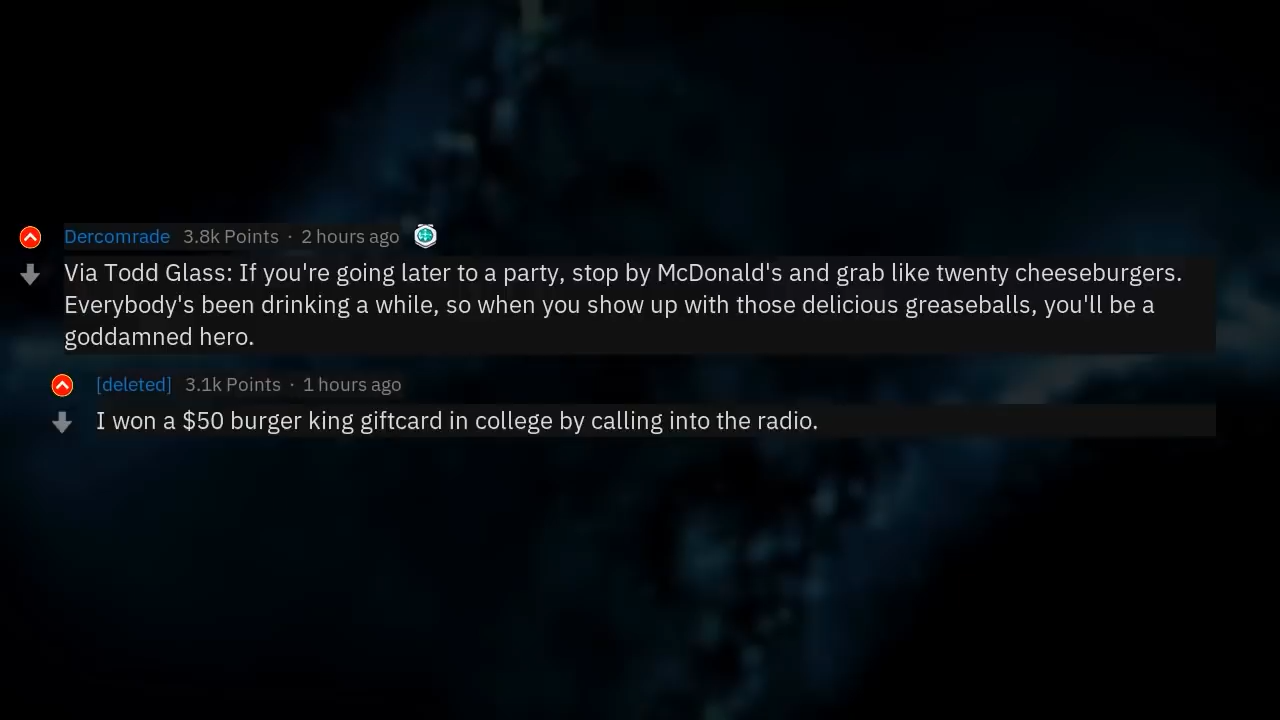 Dercomrade 3.8k Points · 2 hours ago
Via Todd Glass: If you're going later to a party, stop by McDonald's and grab like twenty cheeseburgers.
Everybody's been drinking a while, so when you show up with those delicious greaseballs, you'll be a
goddamned hero.
[deleted] 3.1k Points · 1 hours ago
I won a $50 burger king giftcard in college by calling into the radio.